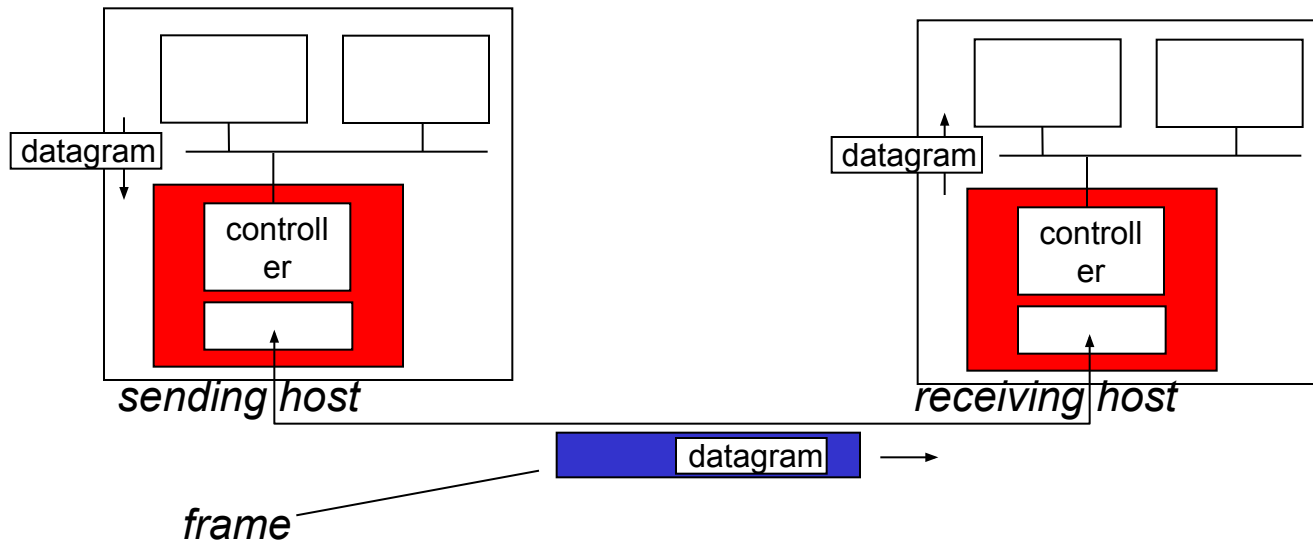 datagram
datagram
controll
er
controll
er
sending host
receiving host
datagram
frame